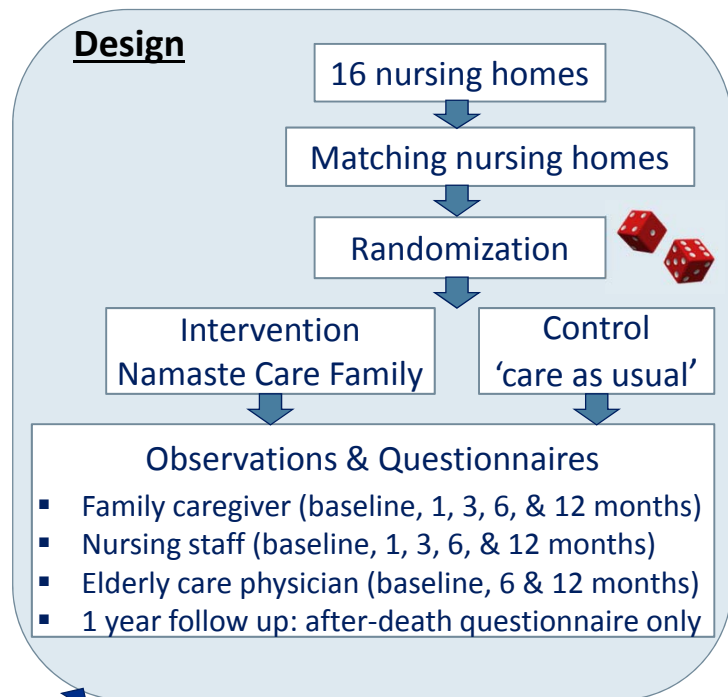 Design
16 nursing homes
Matching nursing homes
Randomization
Intervention
Namaste Care Family
Control
‘care as usual’
Observations & Questionnaires
▪ Family caregiver (baseline, 1, 3, 6, & 12 months)
▪ Nursing staff (baseline, 1, 3, 6, & 12 months)
▪ Elderly care physician (baseline, 6 & 12 months)
▪ 1 year follow up: after-death questionnaire only